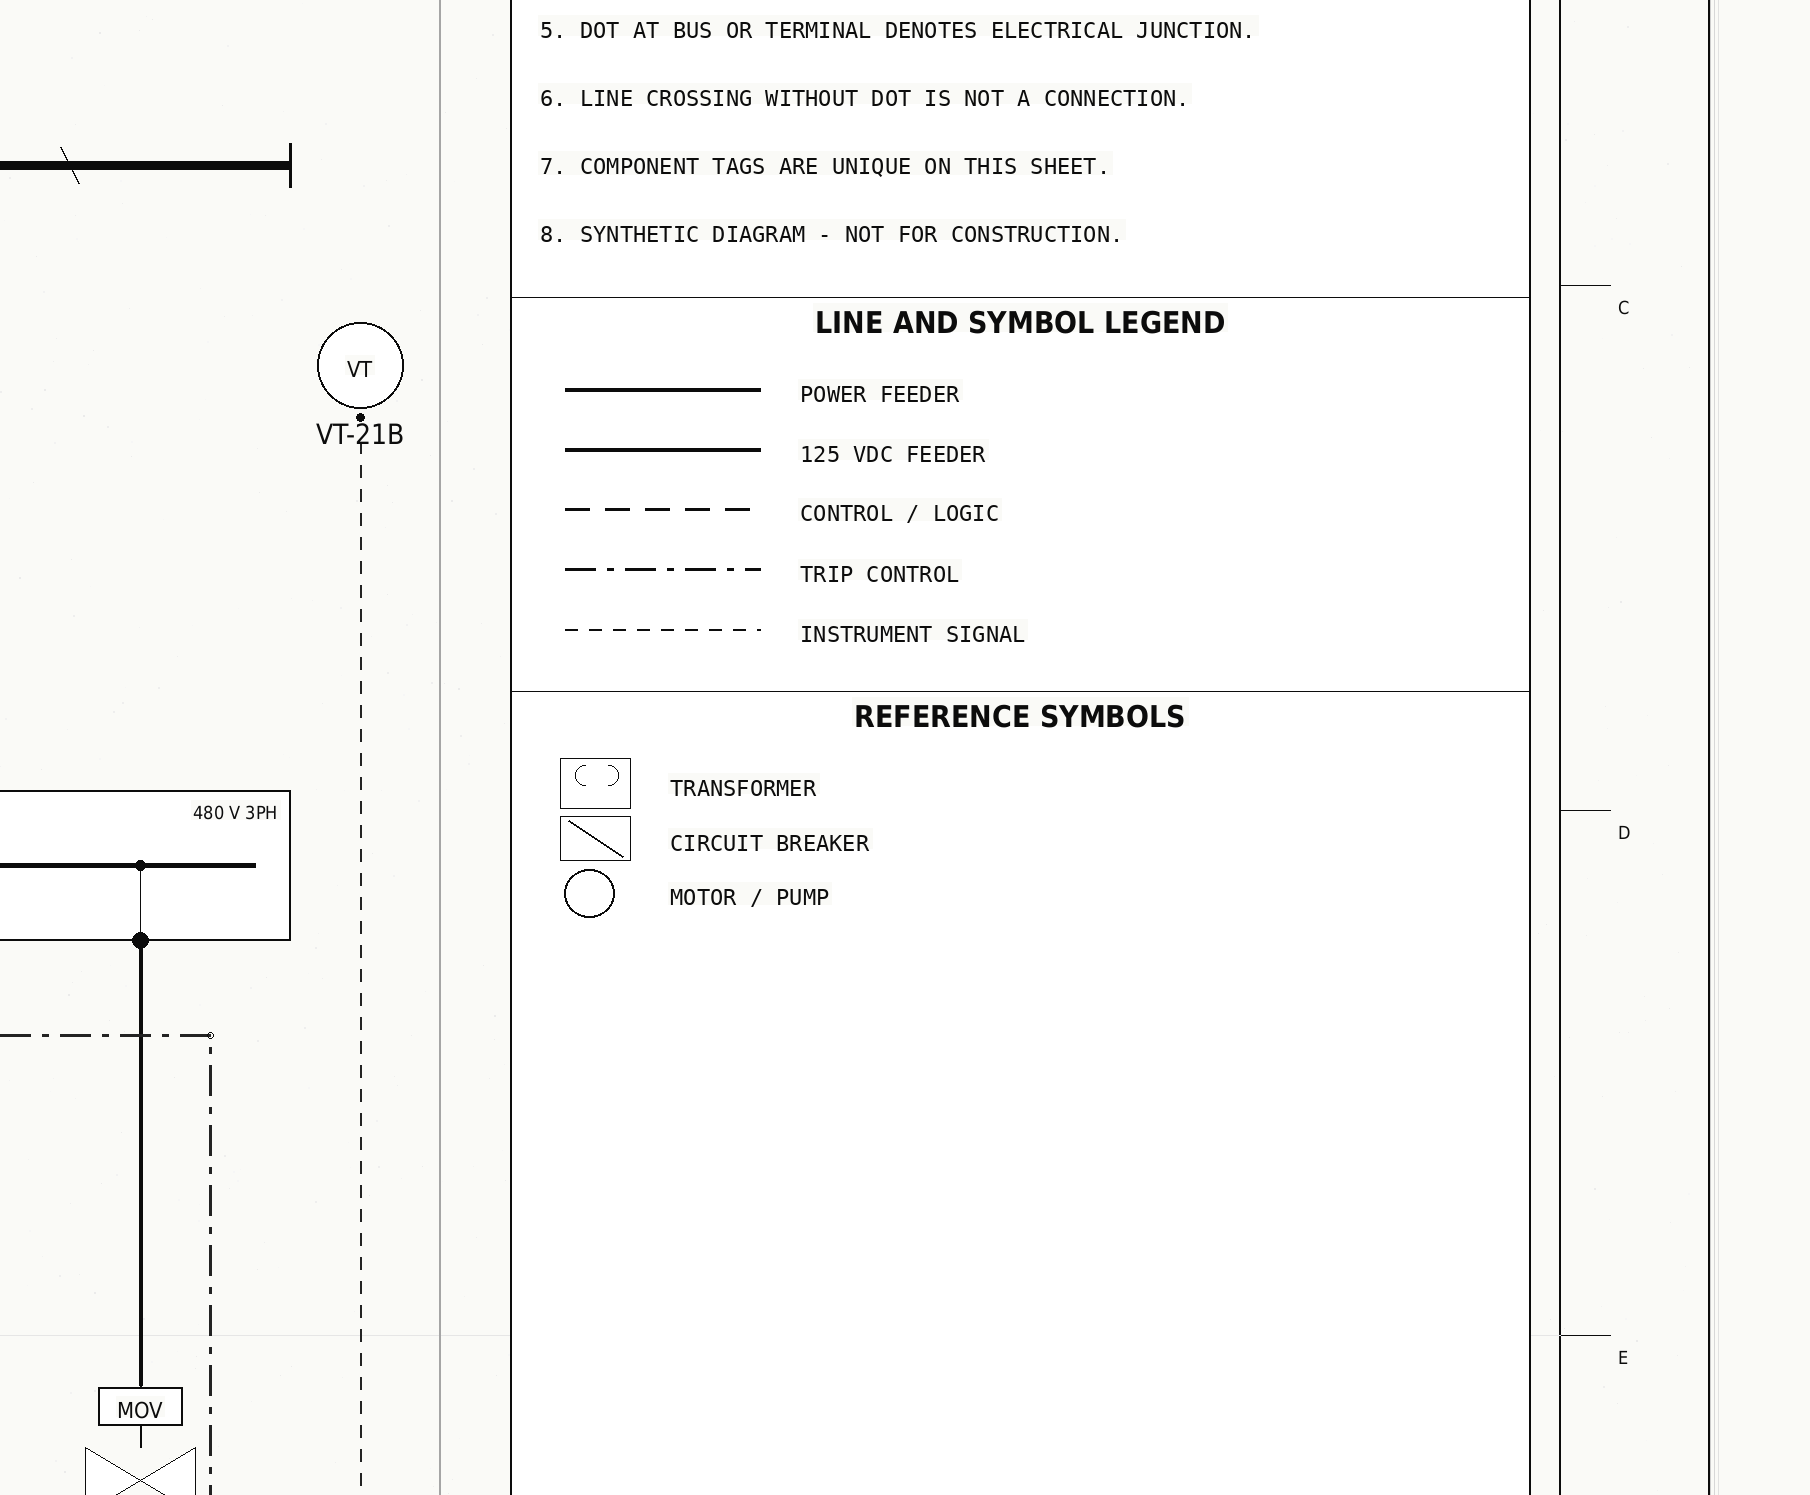 5. DOT AT BUS OR TERMINAL DENOTES ELECTRICAL JUNCTION.
6. LINE CROSSING WITHOUT DOT IS NOT A CONNECTION.
7. COMPONENT TAGS ARE UNIQUE ON THIS SHEET.
8. SYNTHETIC DIAGRAM - NOT FOR CONSTRUCTION.
LINE AND SYMBOL LEGEND
POWER FEEDER
125 VDC FEEDER
CONTROL / LOGIC
TRIP CONTROL
INSTRUMENT SIGNAL
REFERENCE SYMBOLS
TRANSFORMER
CIRCUIT BREAKER
MOTOR / PUMP
VT
VT-21B
480 V 3PH
MOV
C
D
E